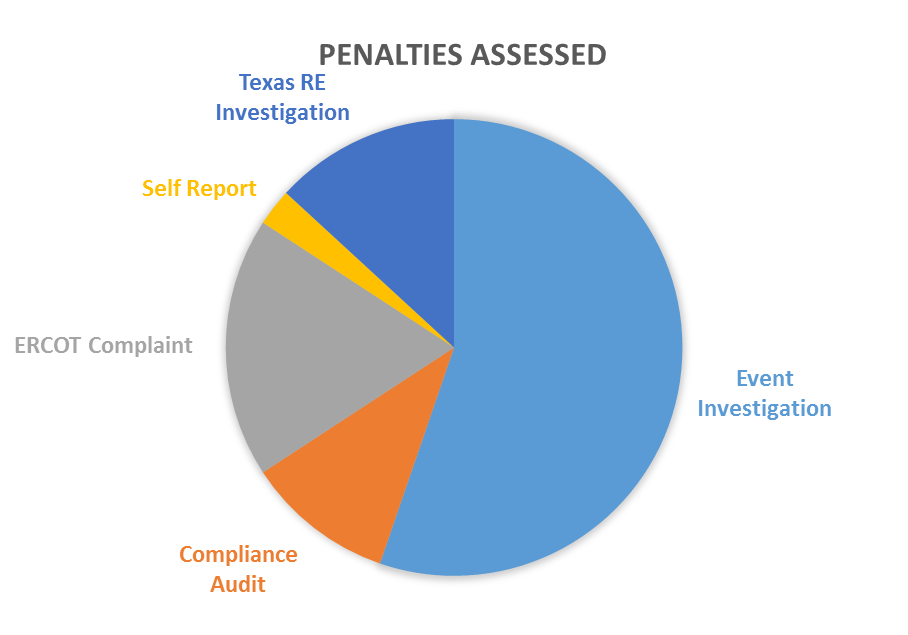 PENALTIES ASSESSED
Texas RE
Investigation
Self Report
ERCOT Complaint
Event
Investigation
Compliance
Audit